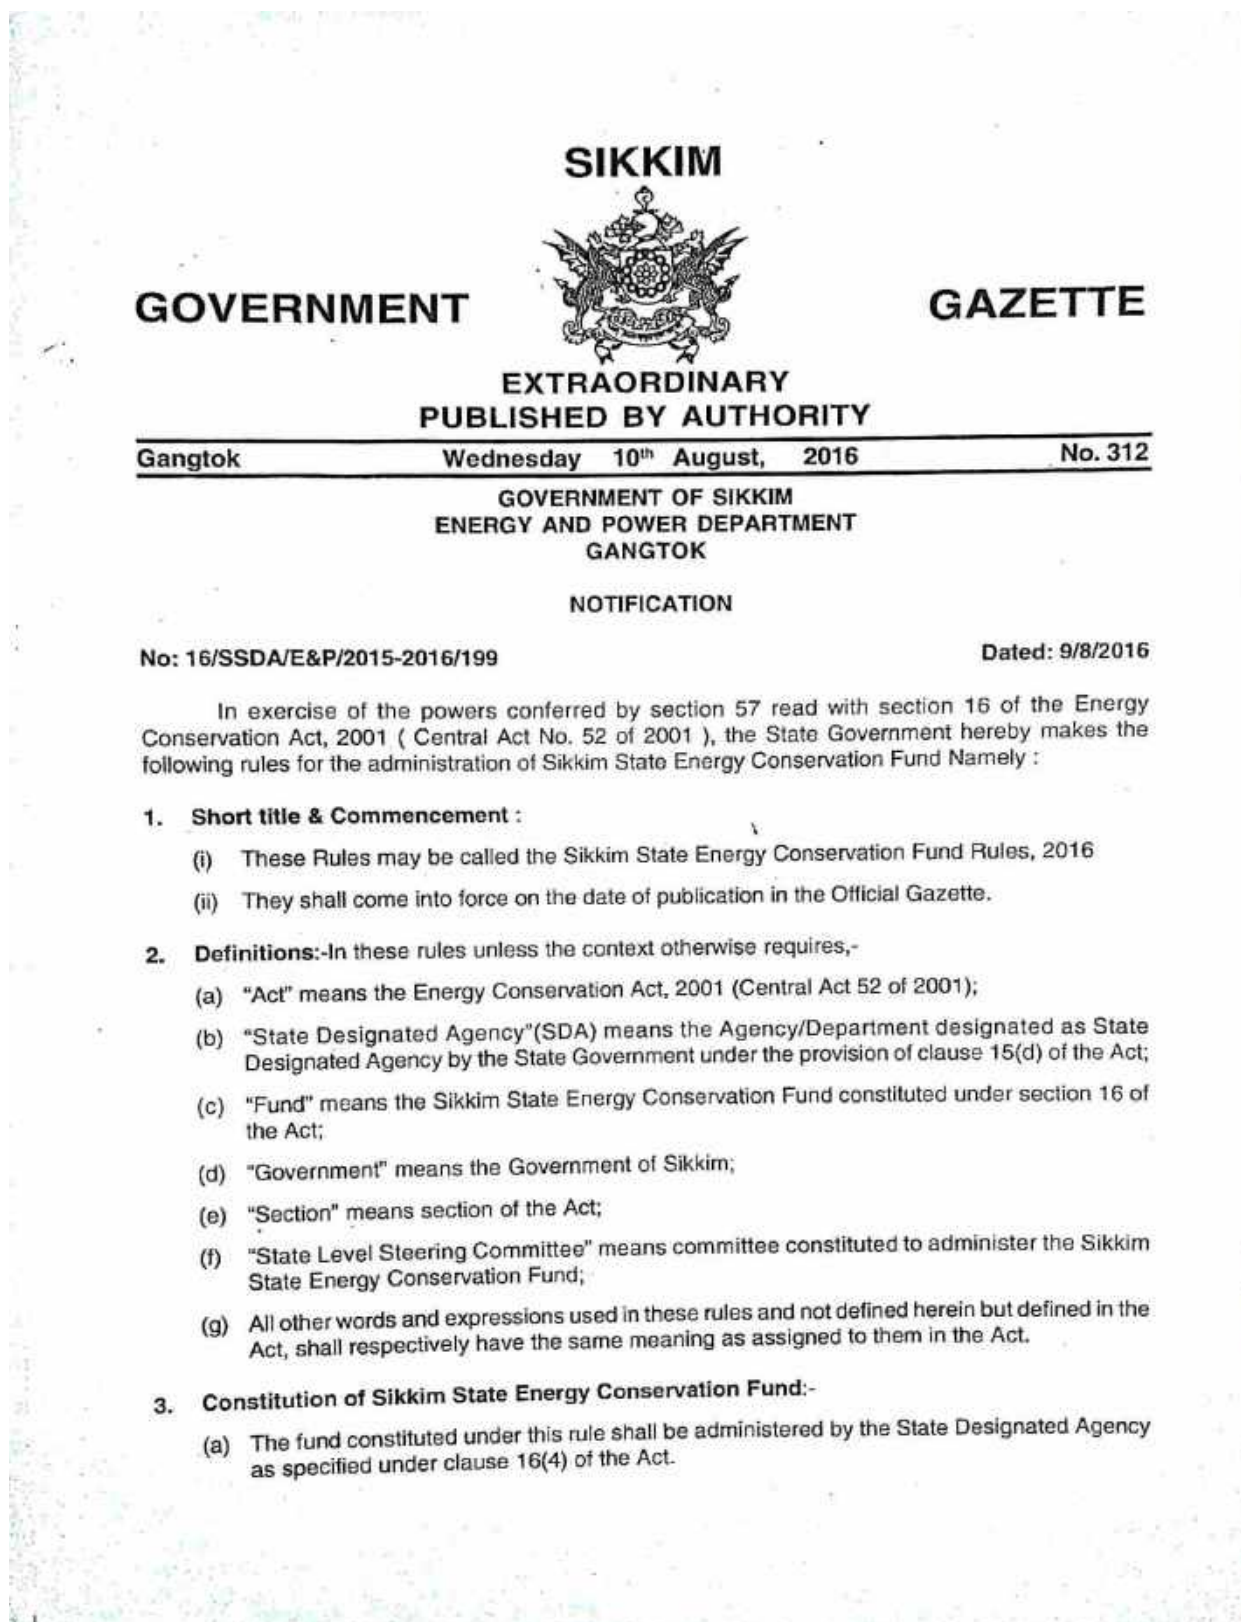 SIKKIM
GOVERNMENT GAZETTE
EXTRAORDINARY
PUBLISHED BY AUTHORITY
Gangtok Wednesday 10th August, 2016 No. 312
GOVERNMENT OF SIKKIM
ENERGY AND POWER DEPARTMENT
GANGTOK
NOTIFICATION
No: 16/SSDA/E&P/2015-2016/199 Dated: 9/8/2016
In exercise of the powers conferred by section 57 read with section 16 of the Energy
Conservation Act, 2001 ( Central Act No. 52 of 2001 ), the State Government hereby makes the
following rules for the administration of Sikkim State Energy Conservation Fund Namely :
1. Short title & Commencement :
(i) These Rules may be called the Sikkim State Energy Conservation Fund Rules, 2016
(ii) They shall come into force on the date of publication in the Official Gazette.
2. Definitions:-In these rules unless the context otherwise requires,-
(a) "Act" means the Energy Conservation Act, 2001 (Central Act 52 of 2001);
(b) "State Designated Agency"(SDA) means the Agency/Department designated as State
Designated Agency by the State Government under the provision of clause 15(d) of the Act;
(c) "Fund" means the Sikkim State Energy Conservation Fund constituted under section 16 of
the Act;
(d) "Government" means the Government of Sikkim;
(e) "Section" means section of the Act;
(f) "State Level Steering Committee" means committee constituted to administer the Sikkim
State Energy Conservation Fund;
(g) All other words and expressions used in these rules and not defined herein but defined in the
Act, shall respectively have the same meaning as assigned to them in the Act.
3. Constitution of Sikkim State Energy Conservation Fund:-
(a) The fund constituted under this rule shall be administered by the State Designated Agency
as specified under clause 16(4) of the Act.